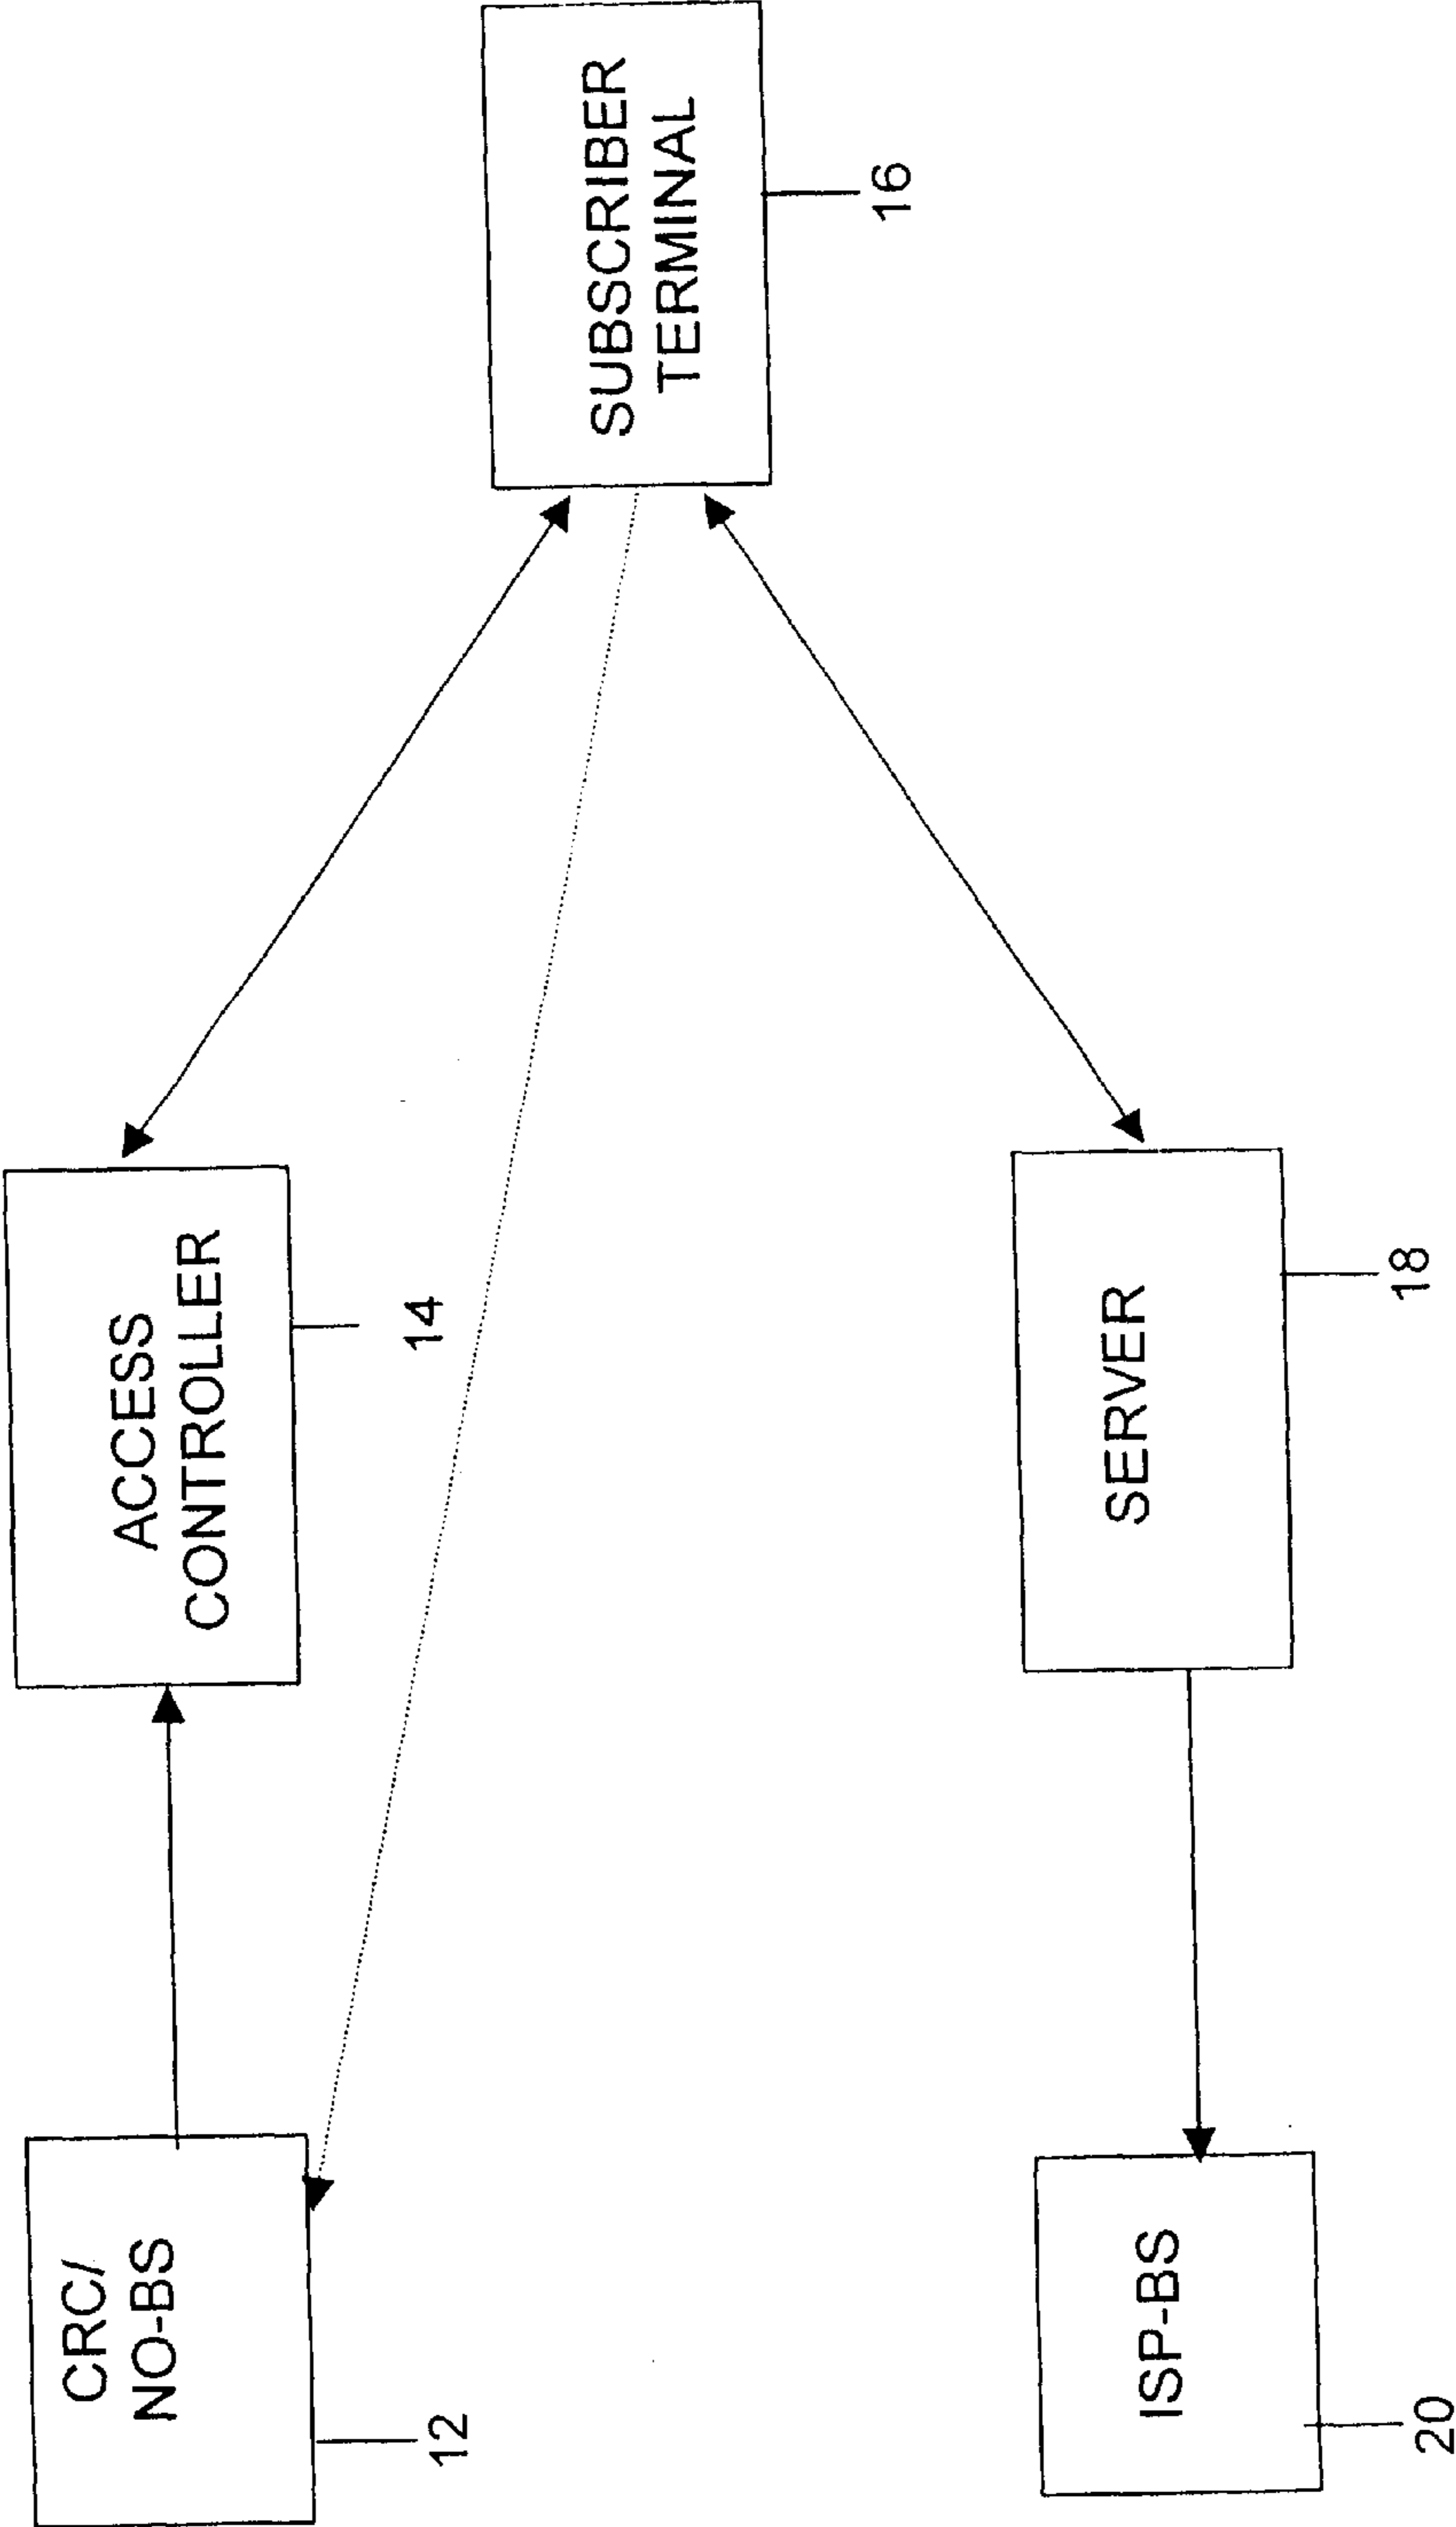 CRC/
NO-BS
12
ACCESS
CONTROLLER
14
SUBSCRIBER
TERMINAL
16
ISP-BS
20
SERVER
18